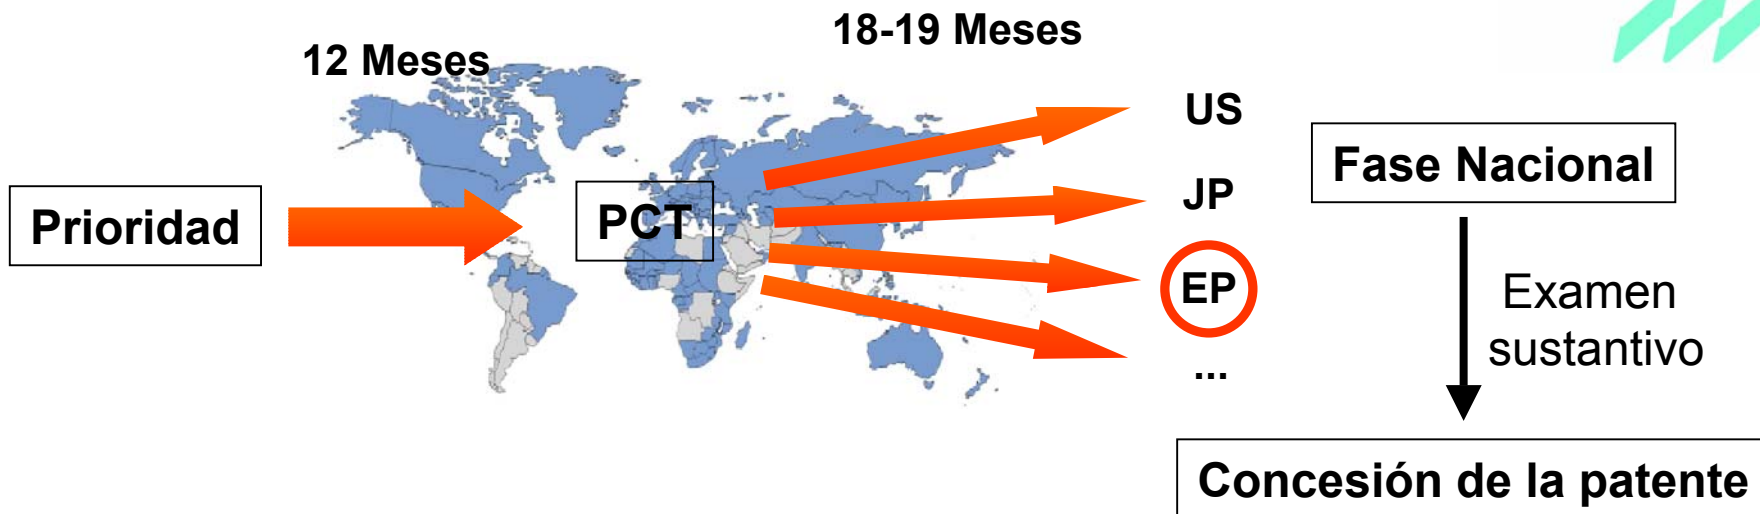 12 Meses
18-19 Meses
Prioridad
PCT
US
JP
EP
...
Fase Nacional
Examen
sustantivo
Concesión de la patente